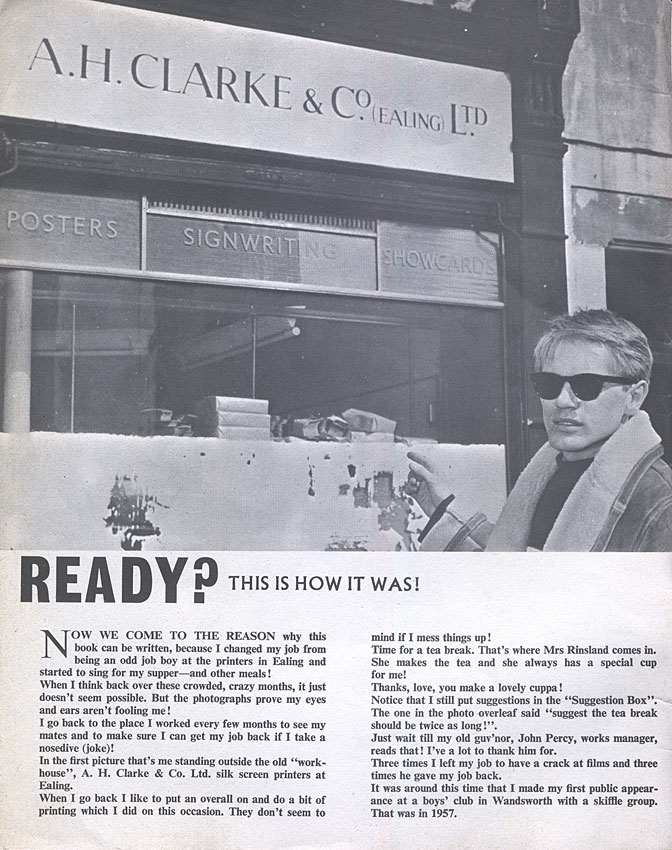 A.H. CLARKE & CO. (EALING) LTD.
POSTERS
SIGNWRITING
SHOWCARDS
READY? THIS IS HOW IT WAS!
NOW WE COME TO THE REASON why this
book can be written, because I changed my job from
being an odd job boy at the printers in Ealing and
started to sing for my supper—and other meals!
When I think back over these crowded, crazy months, it just
doesn't seem possible. But the photographs prove my eyes
and ears aren't fooling me!
I go back to the place I worked every few months to see my
mates and to make sure I can get my job back if I take a
nosedive (joke)!
In the first picture that's me standing outside the old "work-
house", A. H. Clarke & Co. Ltd. silk screen printers at
Ealing.
When I go back I like to put an overall on and do a bit of
printing which I did on this occasion. They don't seem to
mind if I mess things up!
Time for a tea break. That's where Mrs Rinsland comes in.
She makes the tea and she always has a special cup
for me!
Thanks, love, you make a lovely cuppa!
Notice that I still put suggestions in the "Suggestion Box".
The one in the photo overleaf said "suggest the tea break
should be twice as long!".
Just wait till my old guv'nor, John Percy, works manager,
reads that! I've a lot to thank him for.
Three times I left my job to have a crack at films and three
times he gave my job back.
It was around this time that I made my first public appear-
ance at a boys' club in Wandsworth with a skiffle group.
That was in 1957.